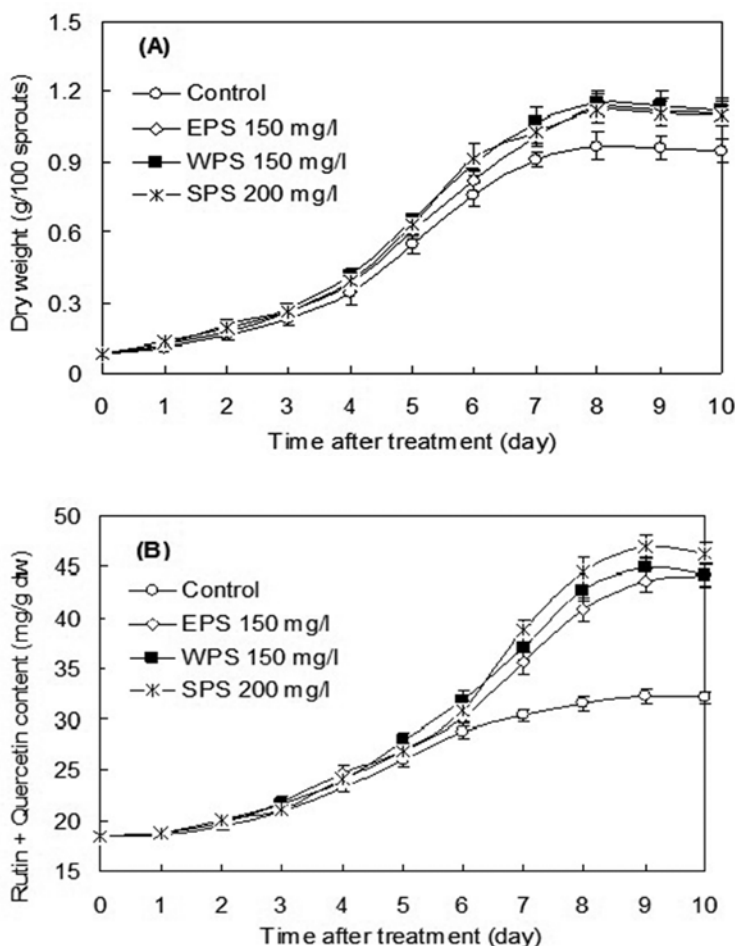 (A)
Control
EPS 150 mg/l
WPS 150 mg/l
SPS 200 mg/l
Dry weight (g/100 sprouts)
1.5
1.2
0.9
0.6
0.3
0
0 1 2 3 4 5 6 7 8 9 10
Time after treatment (day)
(B)
Control
EPS 150 mg/l
WPS 150 mg/l
SPS 200 mg/l
Rutin + Quercetin content (mg/g dw)
50
45
40
35
30
25
20
15
0 1 2 3 4 5 6 7 8 9 10
Time after treatment (day)